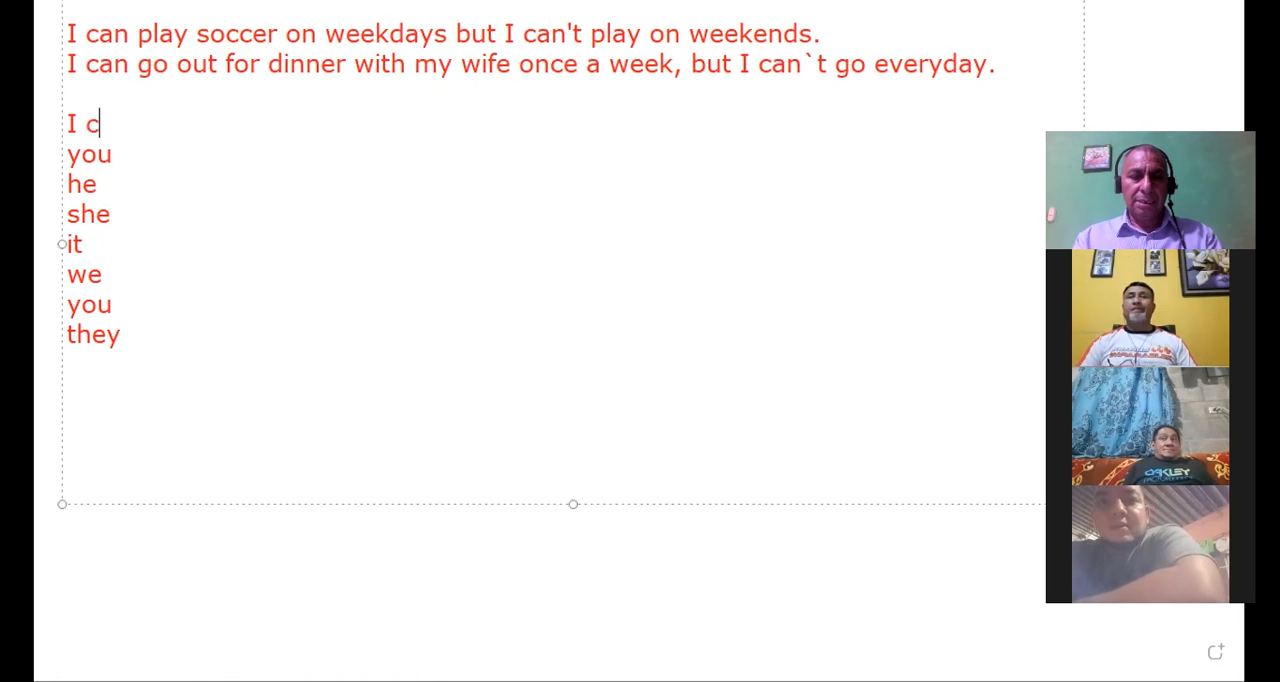 I can play soccer on weekdays but I can't play on weekends.
I can go out for dinner with my wife once a week, but I can`t go everyday.
I c
you
he
she
it
we
you
they
OAKLEY